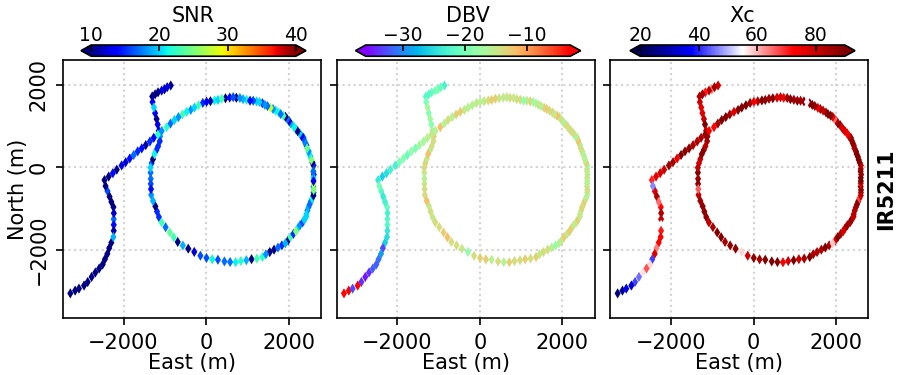 SNR
DBV
Xc
10 20 30 40
−30 −20 −10
20 40 60 80
2000
0
−2000
North (m)
−2000 0 2000
−2000 0 2000
−2000 0 2000
East (m)
East (m)
East (m)
IR5211